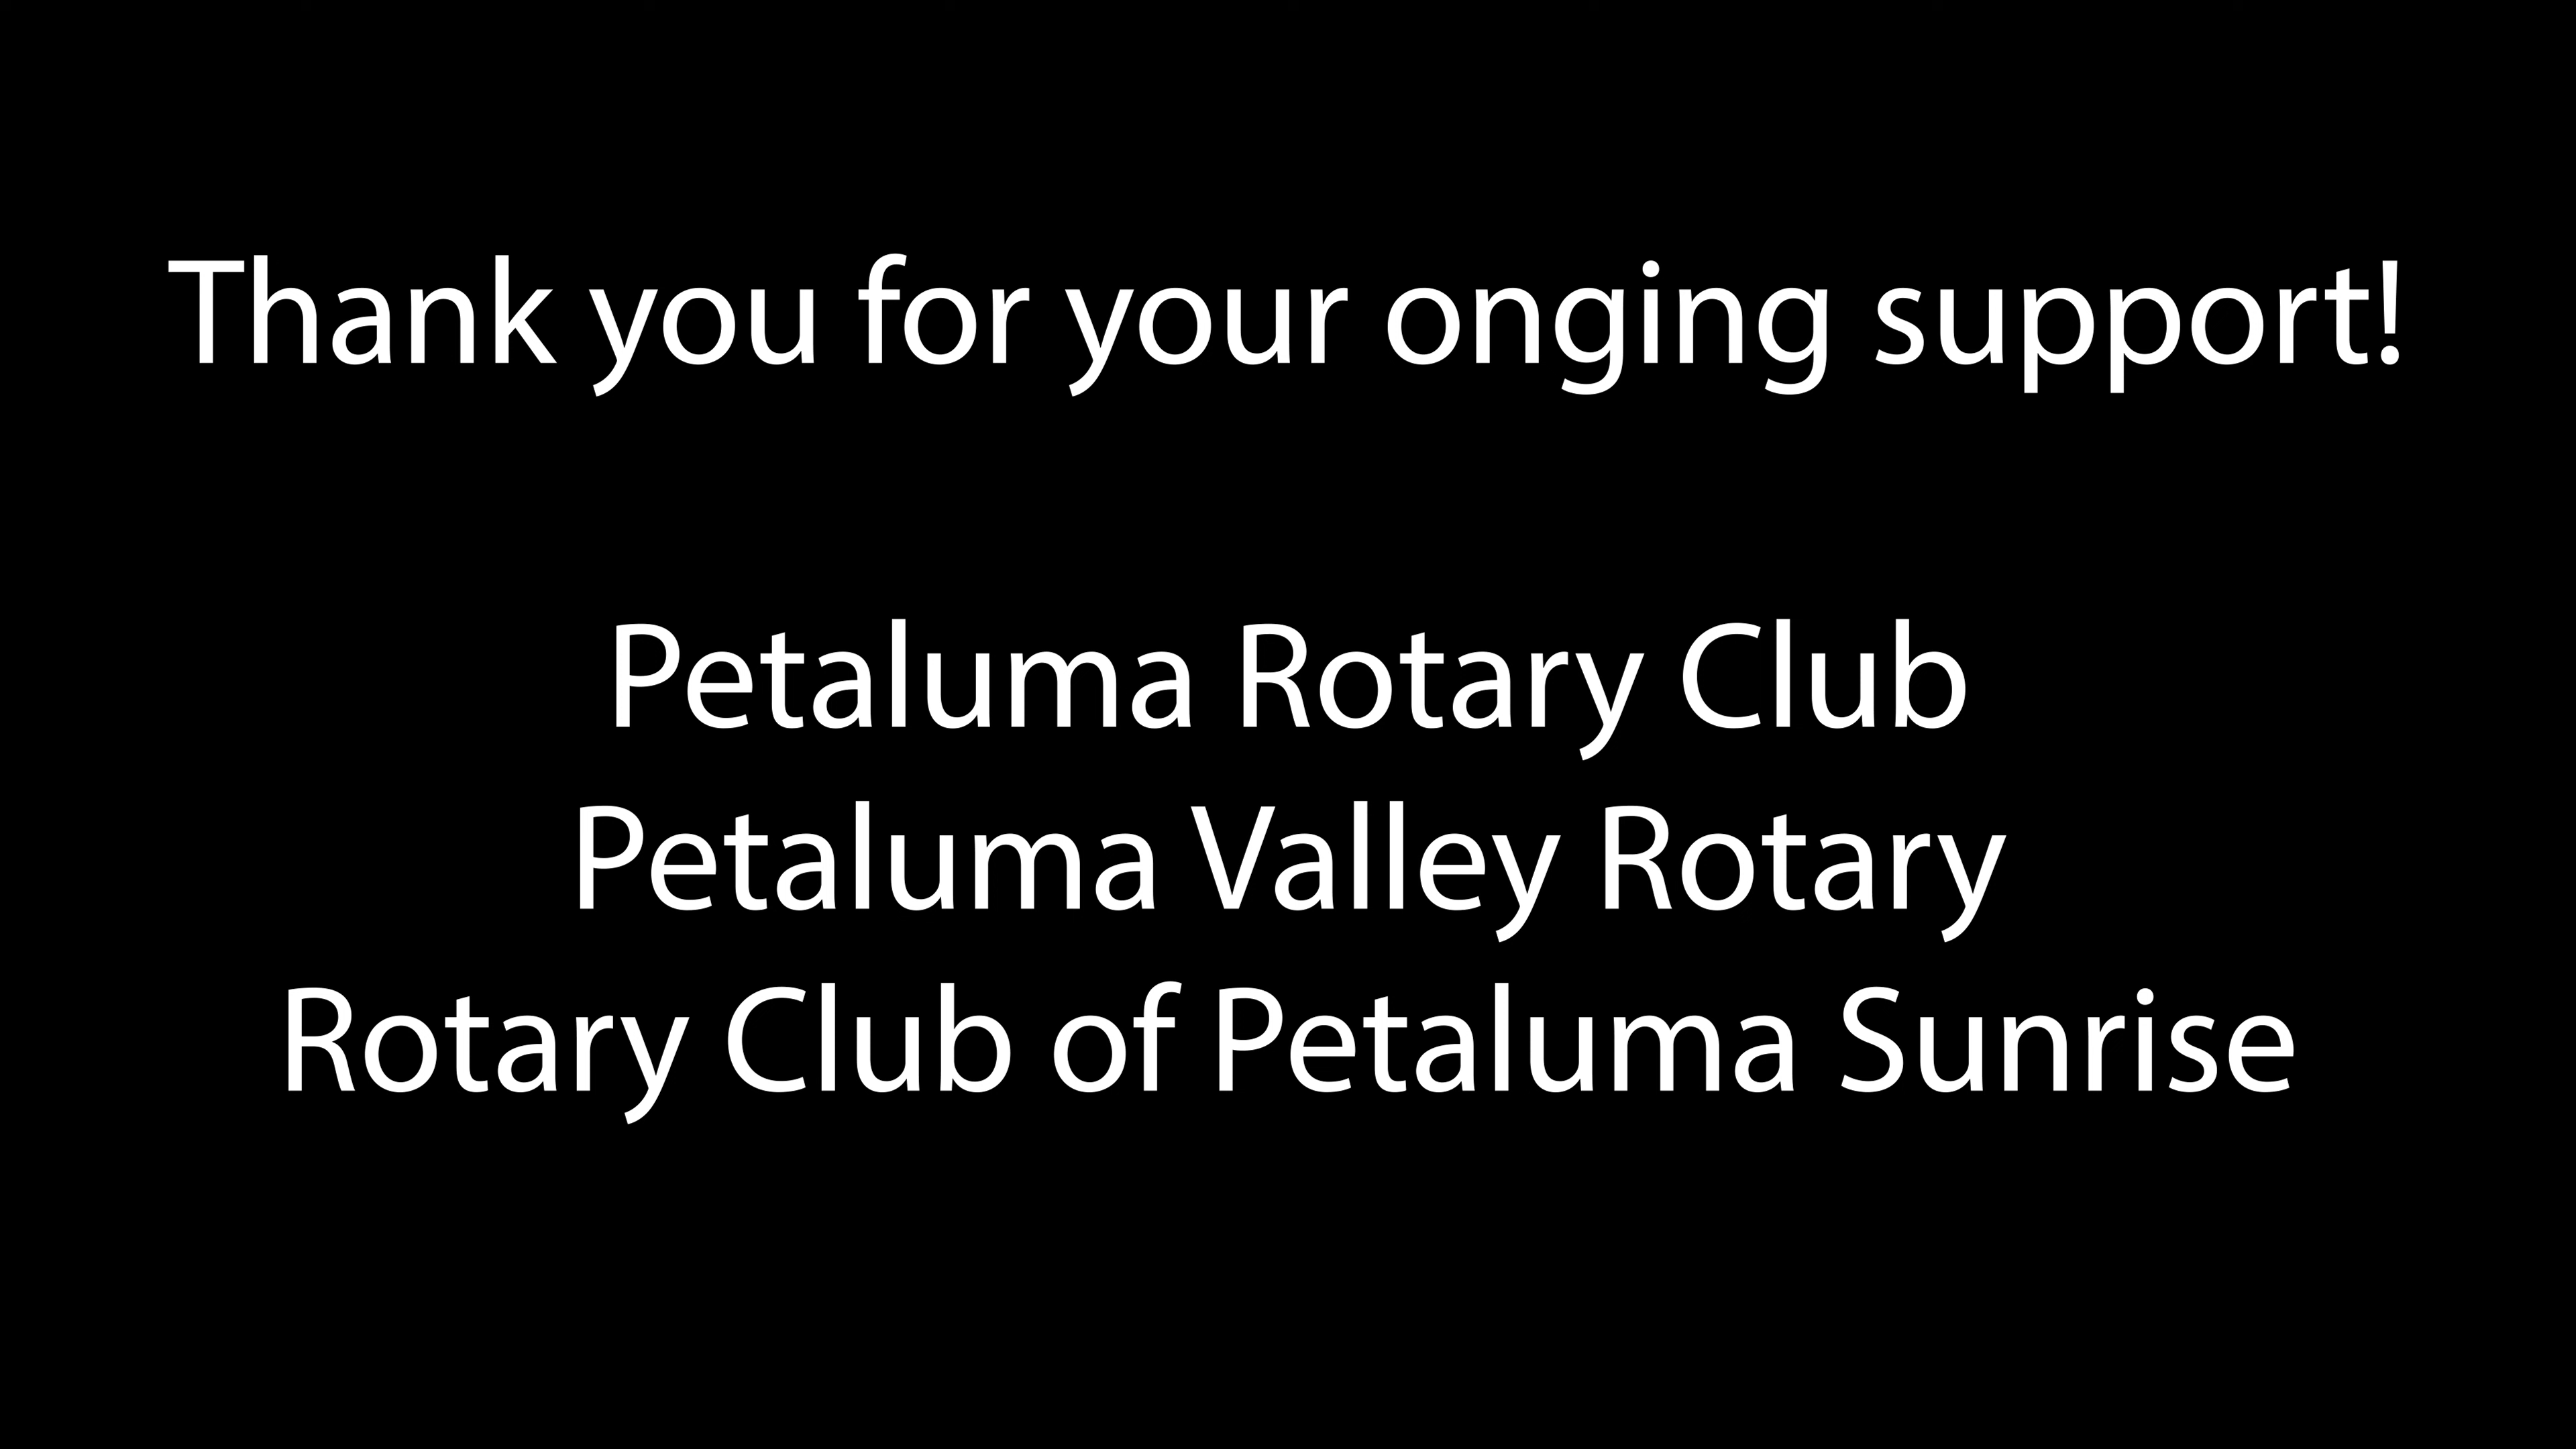 Thank you for your onging support!
Petaluma Rotary Club
Petaluma Valley Rotary
Rotary Club of Petaluma Sunrise